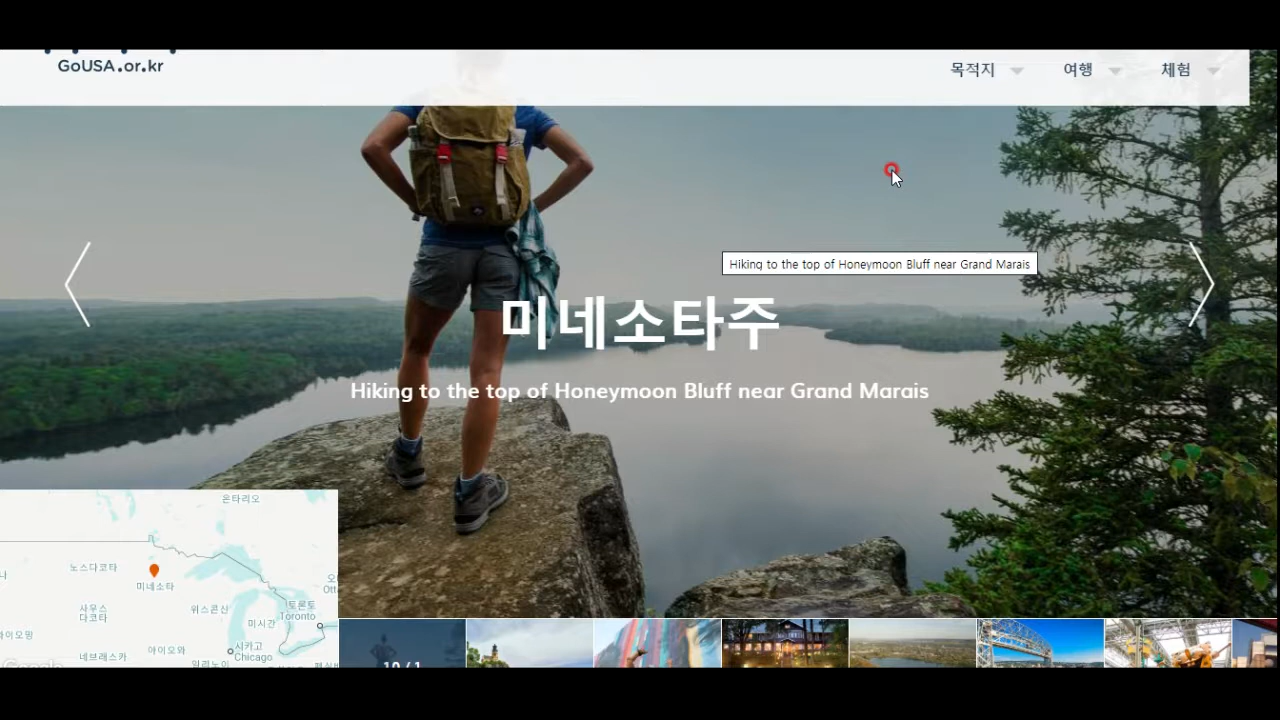 GoUSA.or.kr
목적지
여행
체험
Hiking to the top of Honeymoon Bluff near Grand Marais
미네소타주
Hiking to the top of Honeymoon Bluff near Grand Marais
온타리오
노스다코타
미네소타
사우스
다코타
위스콘산
미시간
토론토
Toronto
시카고
Chicago
아이오와
네브래스카
Google